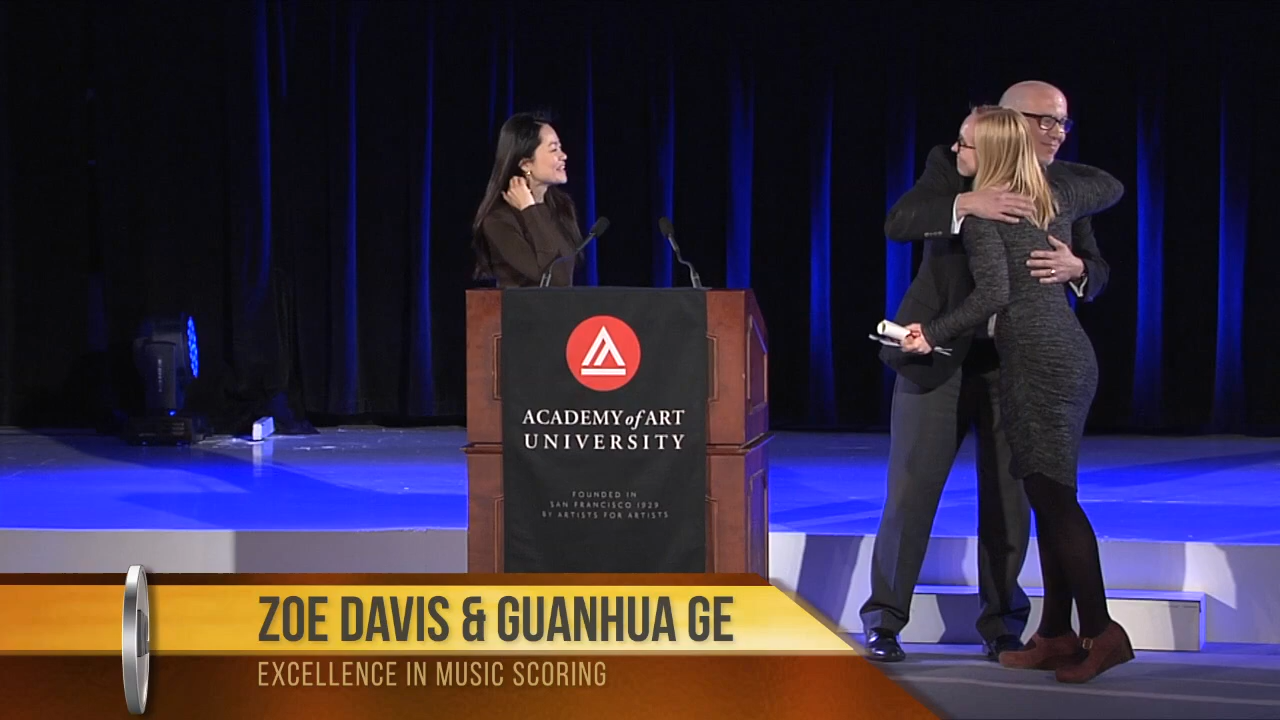 ACADEMY of ART
UNIVERSITY
FOUNDED IN
SAN FRANCISCO 1929
BY ARTISTS FOR ARTISTS
ZOE DAVIS & GUANHUA GE
EXCELLENCE IN MUSIC SCORING